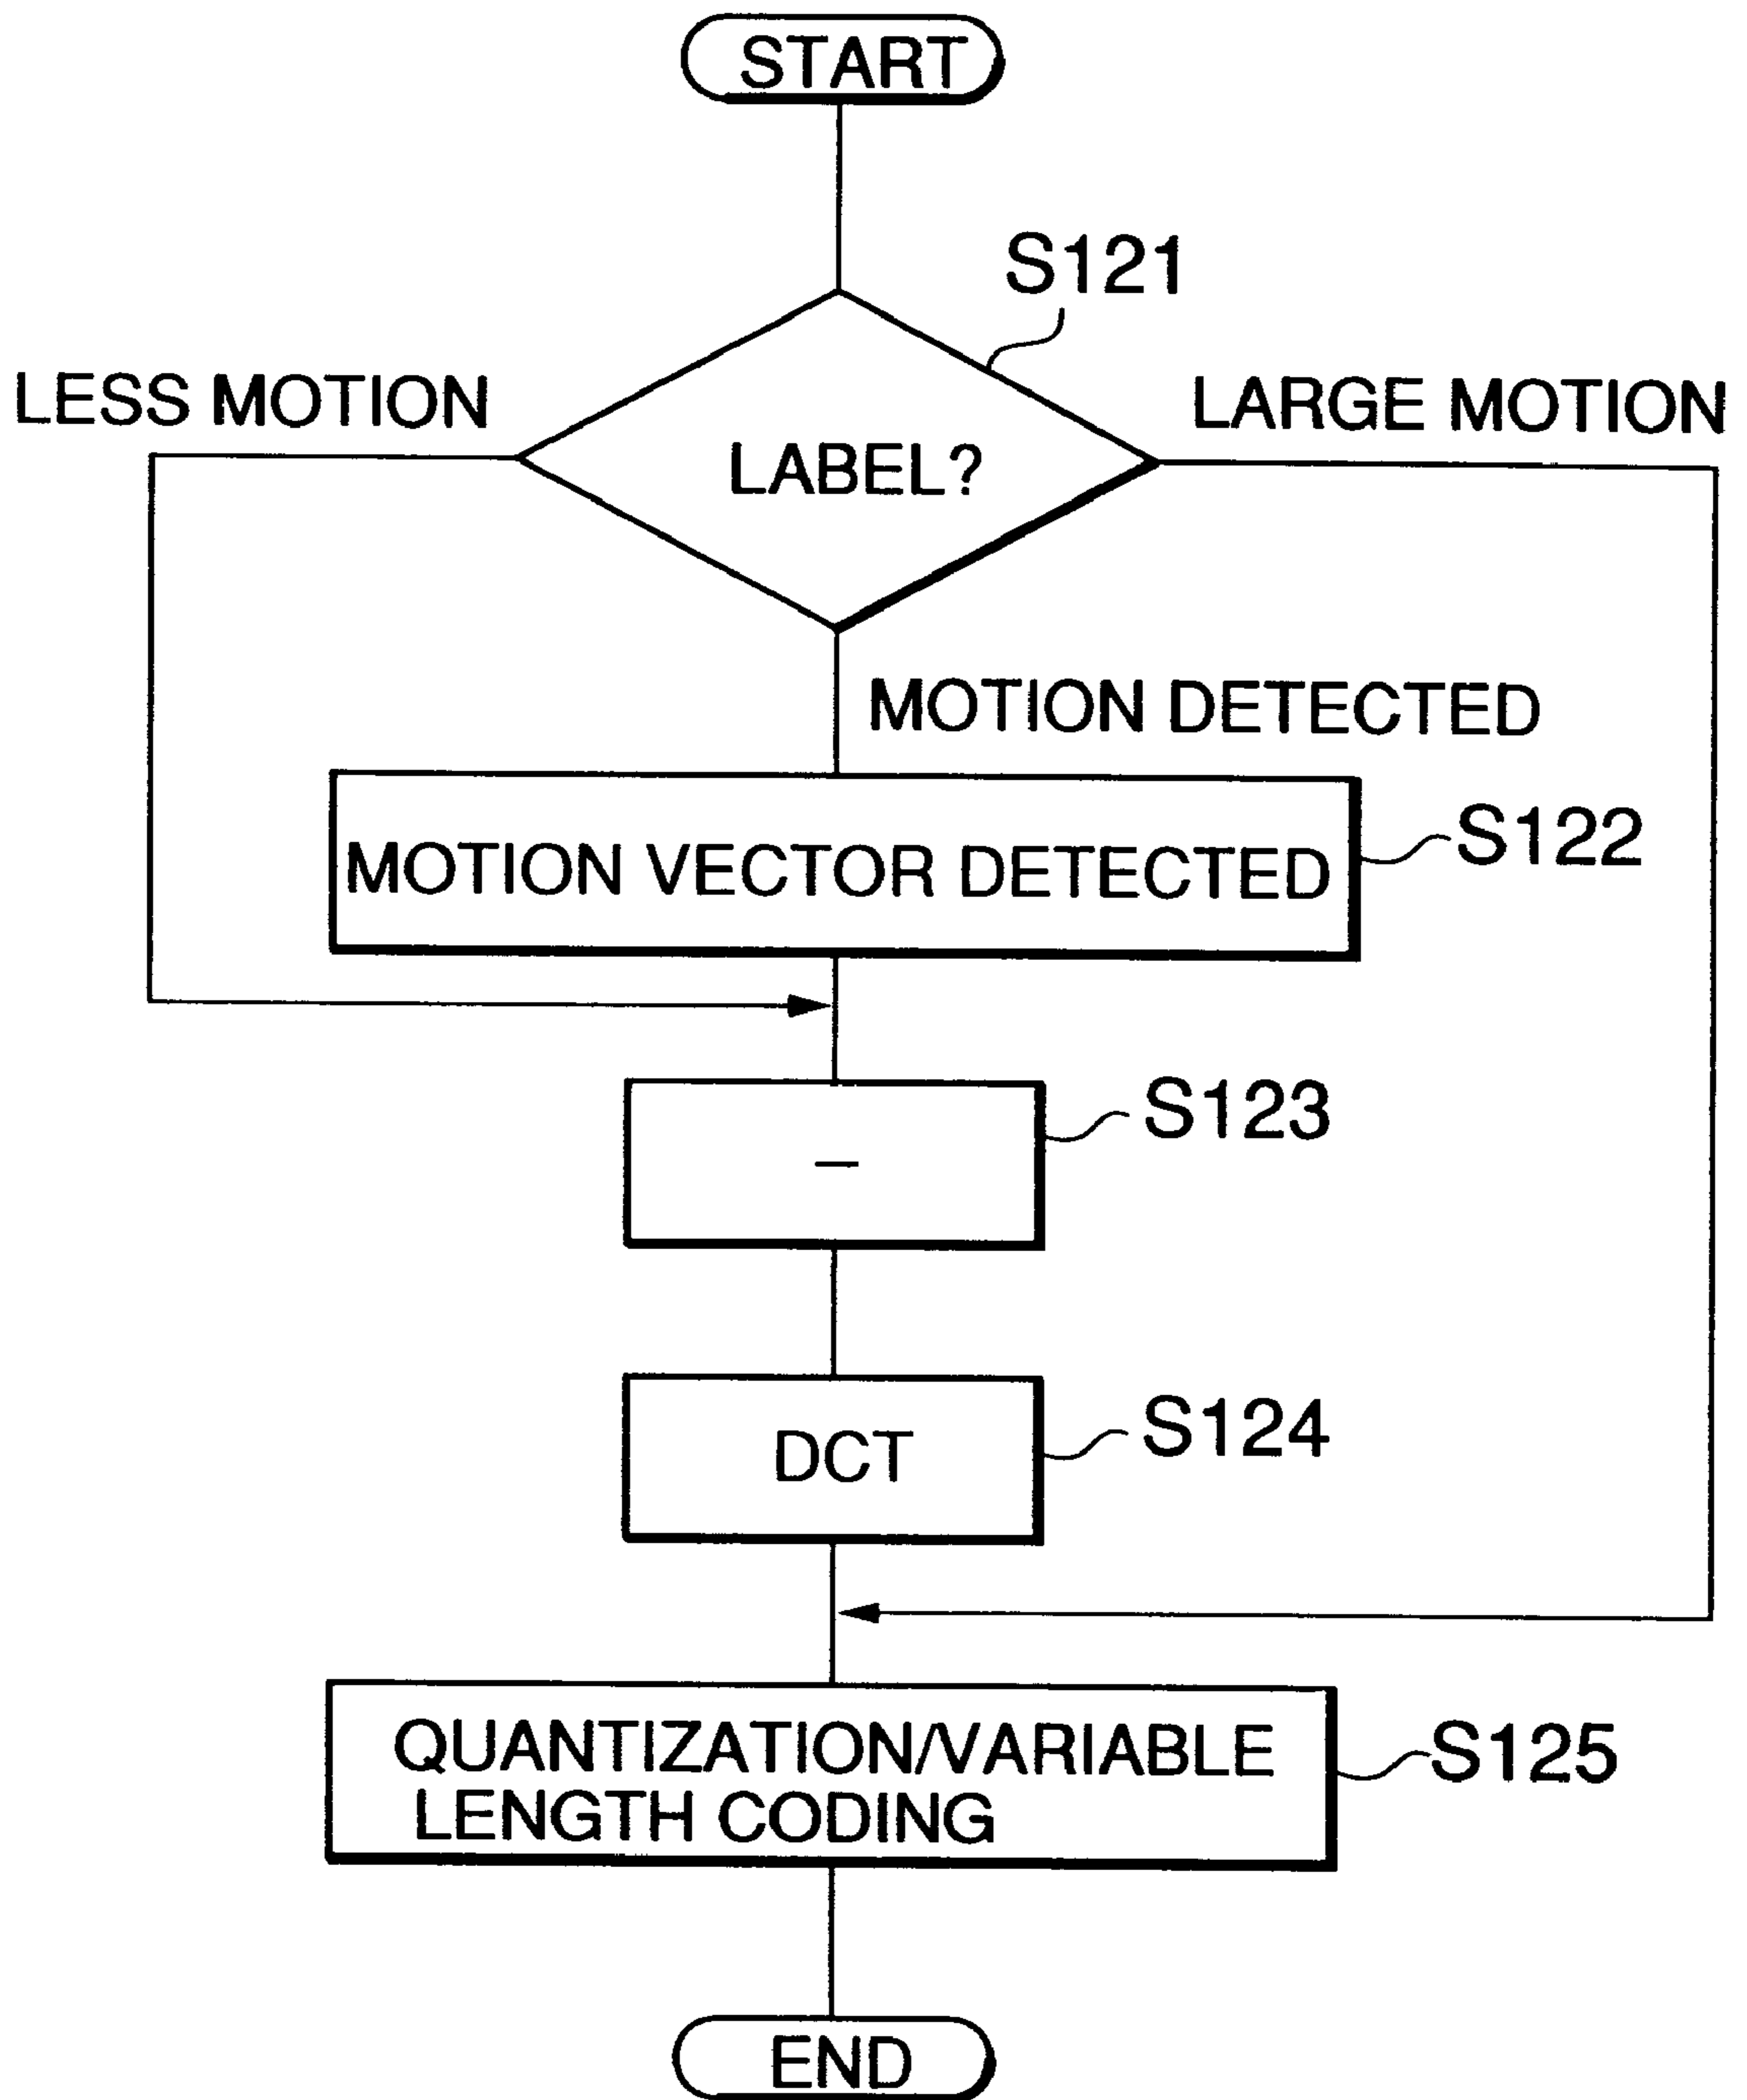 START
S121
LESS MOTION
LARGE MOTION
LABEL?
MOTION DETECTED
MOTION VECTOR DETECTED
S122
S123
–
DCT
S124
QUANTIZATION/VARIABLE
LENGTH CODING
S125
END